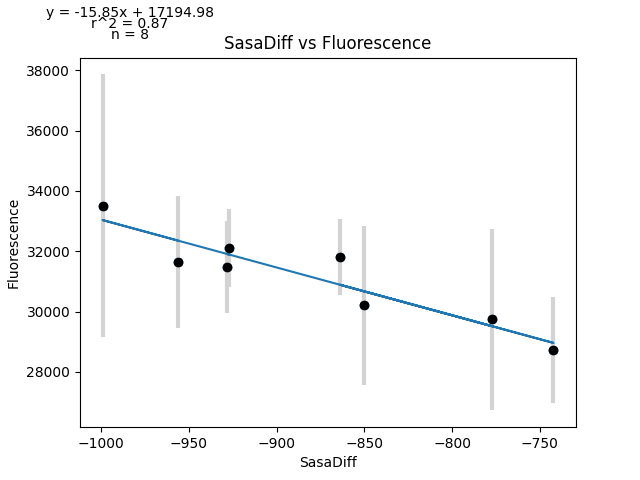 y = -15.85x + 17194.98
r^2 = 0.87
n = 8
SasaDiff vs Fluorescence
38000
36000
34000
32000
30000
28000
Fluorescence
−1000
−950
−900
−850
−800
−750
SasaDiff